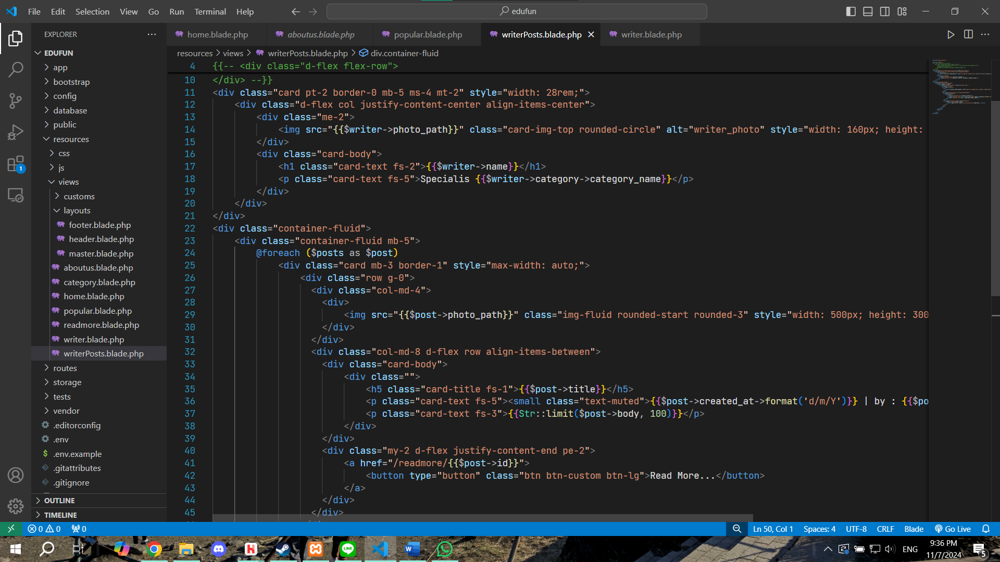 File Edit Selection View Go Run Terminal Help
edufun
EXPLORER
EDUFUN
app
bootstrap
config
database
public
resources
css
js
views
customs
layouts
footer.blade.php
header.blade.php
master.blade.php
aboutus.blade.php
category.blade.php
home.blade.php
popular.blade.php
readmore.blade.php
writer.blade.php
writerPosts.blade.php
routes
storage
tests
vendor
.editorconfig
.env
.env.example
.gitattributes
.gitignore
OUTLINE
TIMELINE
1
home.blade.php aboutus.blade.php popular.blade.php writerPosts.blade.php writer.blade.php
resources > views > writerPosts.blade.php > div.container-fluid
4 {{-- <div class="d-flex flex-row">
10 </div> --}}
11 <div class="card pt-2 border-0 mb-5 ms-4 mt-2" style="width: 28rem;">
12 <div class="d-flex col justify-content-center align-items-center">
13 <div class="me-2">
14 <img src="{{$writer->photo_path}}" class="card-img-top rounded-circle" alt="writer_photo" style="width: 160px; height:
15 </div>
16 <div class="card-body">
17 <h1 class="card-text fs-2">{{$writer->name}}</h1>
18 <p class="card-text fs-5">Specialis {{$writer->category->category_name}}</p>
19 </div>
20 </div>
21 </div>
22 <div class="container-fluid">
23 <div class="container-fluid mb-5">
24 @foreach ($posts as $post)
25 <div class="card mb-3 border-1" style="max-width: auto;">
26 <div class="row g-0">
27 <div class="col-md-4">
28 <div>
29 <img src="{{$post->photo_path}}" class="img-fluid rounded-start rounded-3" style="width: 500px; height: 300
30 </div>
31 </div>
32 <div class="col-md-8 d-flex row align-items-between">
33 <div class="card-body">
34 <div class="">
35 <h5 class="card-title fs-1">{{$post->title}}</h5>
36 <p class="card-text fs-5"><small class="text-muted">{{$post->created_at->format('d/m/Y')}} | by : {{$po
37 <p class="card-text fs-3">{{Str::limit($post->body, 100)}}</p>
38 </div>
39 </div>
40 <div class="my-2 d-flex justify-content-end pe-2">
41 <a href="/readmore/{{$post->id}}">
42 <button type="button" class="btn btn-custom btn-lg">Read More...</button>
43 </a>
44 </div>
45 </div>
0 0 0 Ln 50, Col 1 Spaces: 4 UTF-8 CRLF Blade Go Live
LINE ENG 9:36 PM
11/7/2024 5